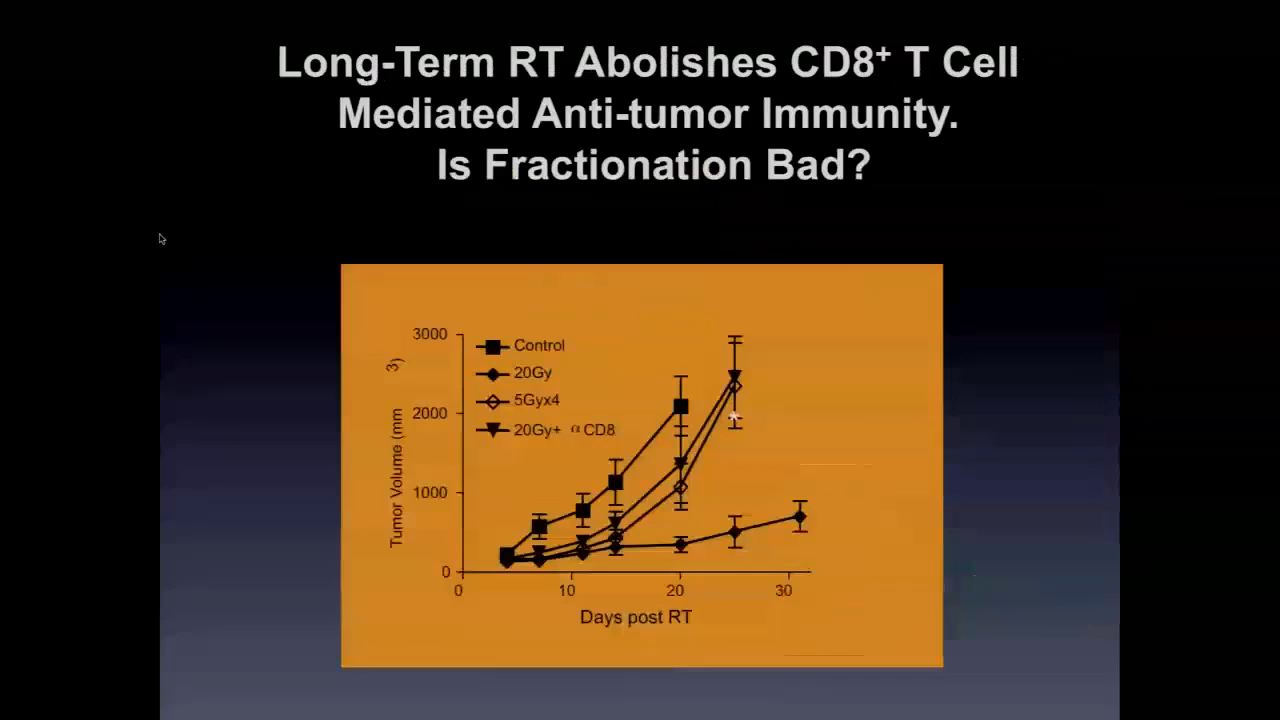 Long-Term RT Abolishes CD8+ T Cell
Mediated Anti-tumor Immunity.
Is Fractionation Bad?
3000
2000
1000
0
Tumor Volume (mm 3)
Control
20Gy
5Gyx4
20Gy+ αCD8
0
10
20
30
Days post RT